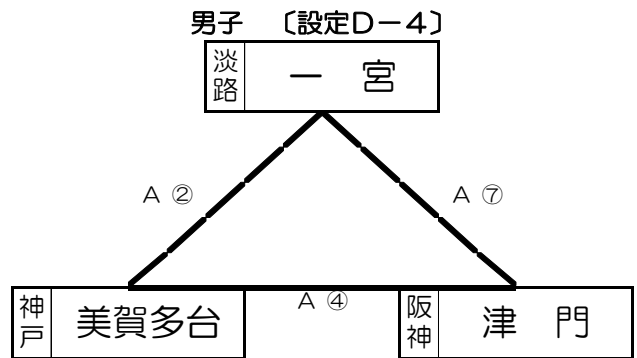 男子　〔設定D－4〕
淡路　一　宮
A ②　A ⑦
A ④
神戸　美賀多台　阪神　津　門